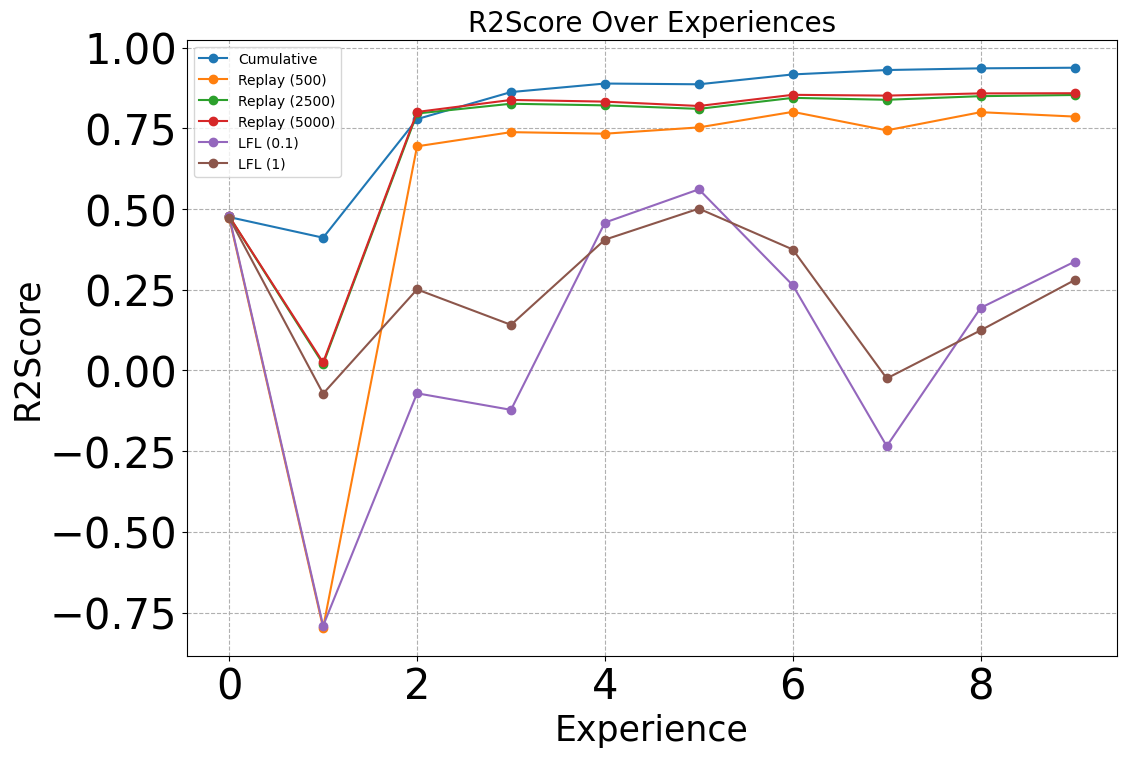 R2Score Over Experiences
1.00
0.75
0.50
0.25
0.00
−0.25
−0.50
−0.75
R2Score
Cumulative
Replay (500)
Replay (2500)
Replay (5000)
LFL (0.1)
LFL (1)
0 2 4 6 8
Experience